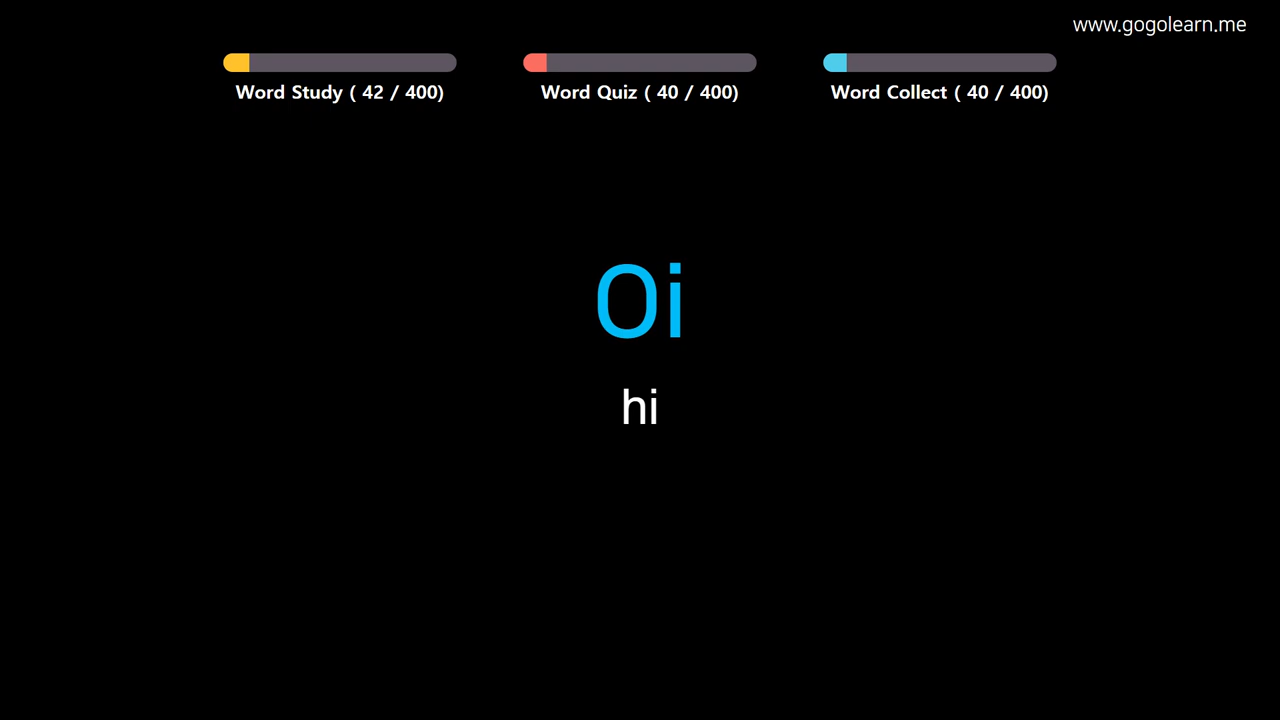 www.gogolearn.me
Word Study ( 42 / 400)
Word Quiz ( 40 / 400)
Word Collect ( 40 / 400)
Oi
hi